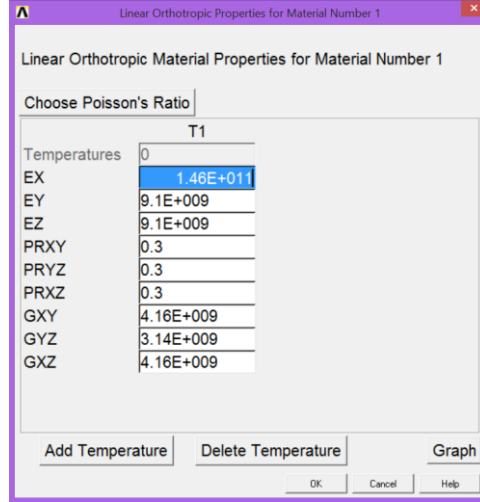 Linear Orthotropic Properties for Material Number 1
Linear Orthotropic Material Properties for Material Number 1
Choose Poisson's Ratio
T1
Temperatures 0
EX 1.46E+011
EY 9.1E+009
EZ 9.1E+009
PRXY 0.3
PRYZ 0.3
PRXZ 0.3
GXY 4.16E+009
GYZ 3.14E+009
GXZ 4.16E+009
Add Temperature Delete Temperature Graph
OK Cancel Help